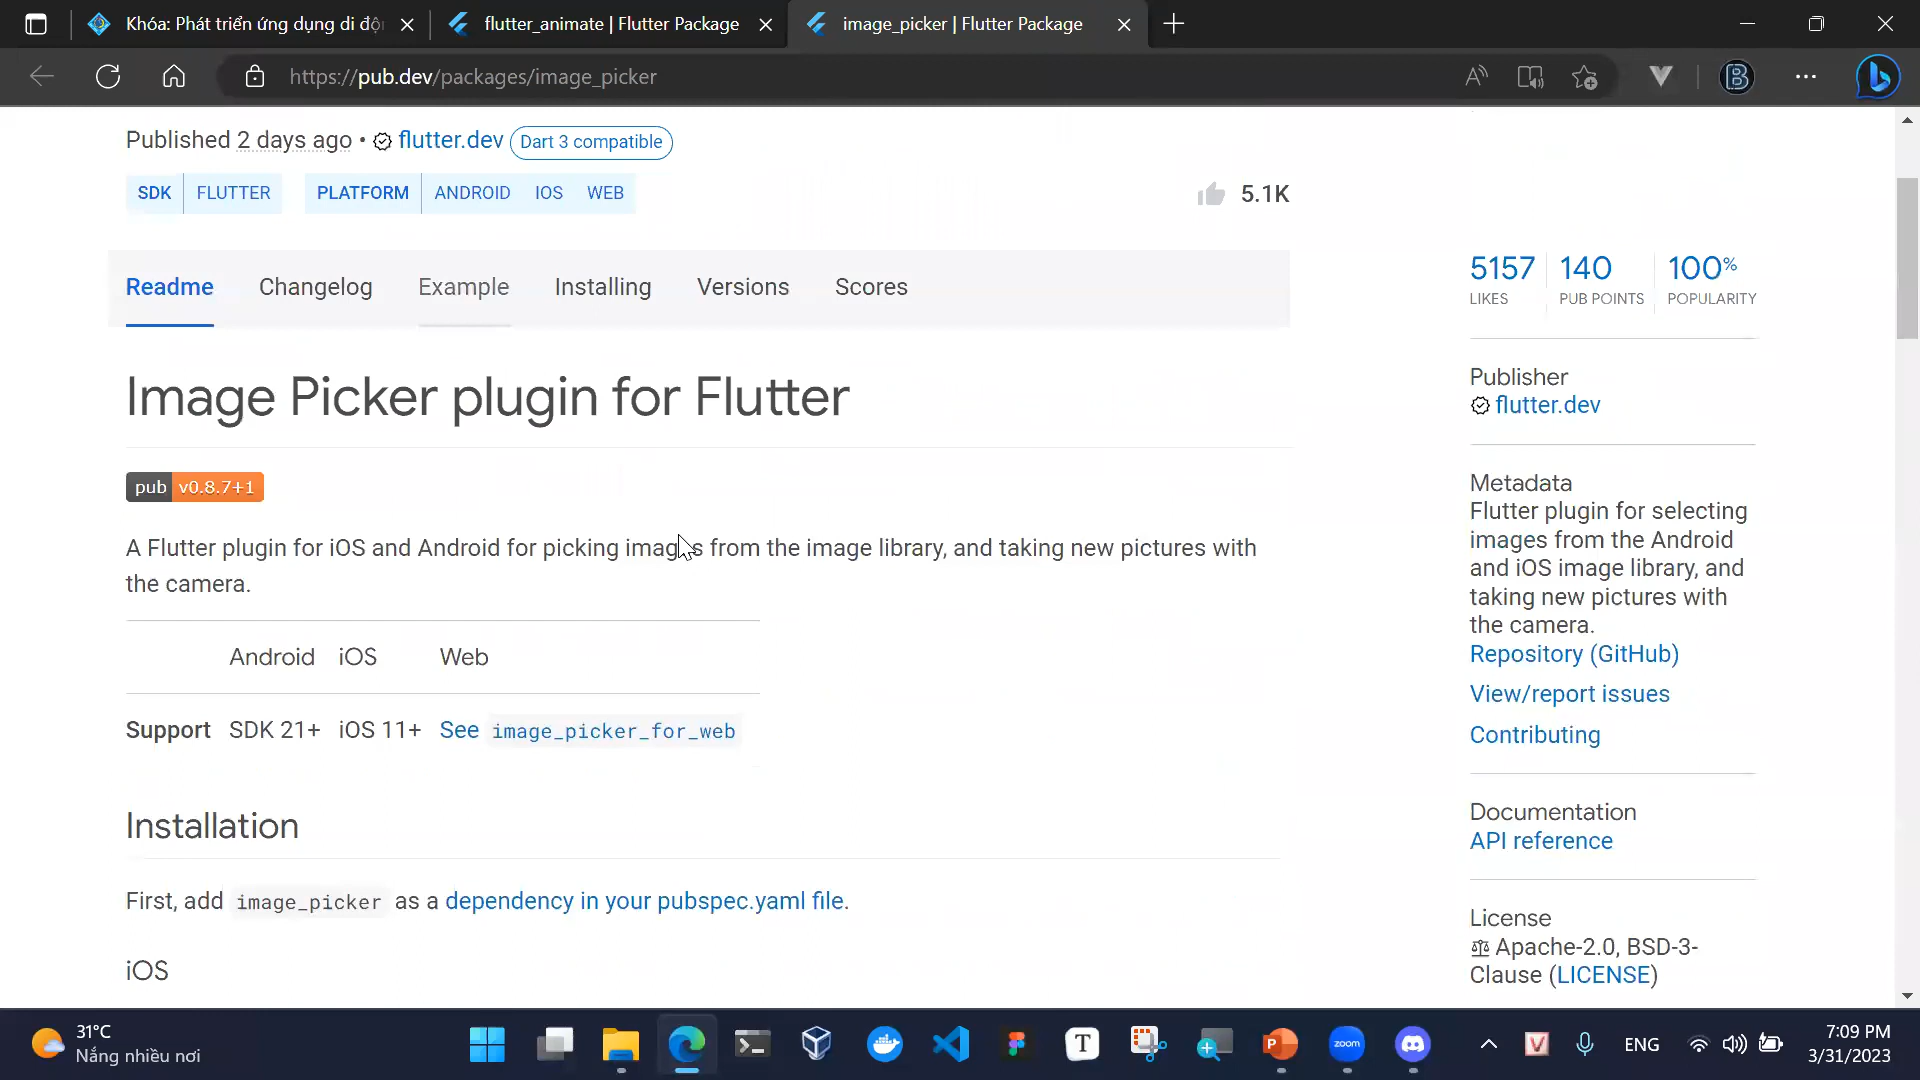 Khóa: Phát triển ứng dụng di độ
flutter_animate | Flutter Package
image_picker | Flutter Package
https://pub.dev/packages/image_picker
Published 2 days ago • flutter.dev Dart 3 compatible
SDK FLUTTER PLATFORM ANDROID IOS WEB
5.1K
Readme Changelog Example Installing Versions Scores
Image Picker plugin for Flutter
pub v0.8.7+1
A Flutter plugin for iOS and Android for picking images from the image library, and taking new pictures with
the camera.
Android iOS Web
Support SDK 21+ iOS 11+ See image_picker_for_web
Installation
First, add image_picker as a dependency in your pubspec.yaml file.
iOS
5157 140 100%
LIKES PUB POINTS POPULARITY
Publisher
flutter.dev
Metadata
Flutter plugin for selecting
images from the Android
and iOS image library, and
taking new pictures with
the camera.
Repository (GitHub)
View/report issues
Contributing
Documentation
API reference
License
Apache-2.0, BSD-3-
Clause (LICENSE)
31°C
Nắng nhiều nơi
zoom
ENG
7:09 PM
3/31/2023